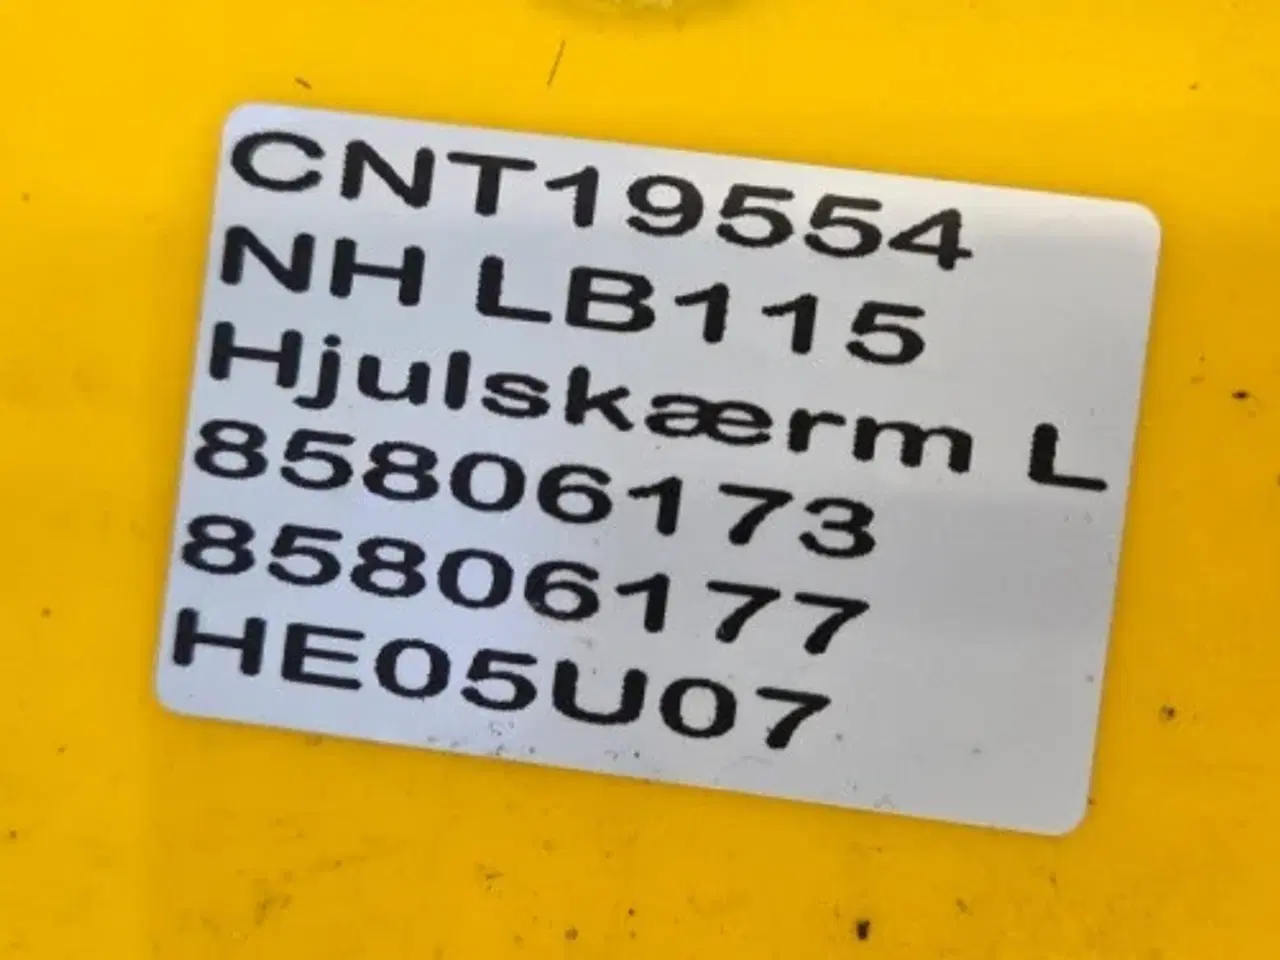 CNT19554
NH LB115
Hjulskærm L
85806173
85806177
HE05U07